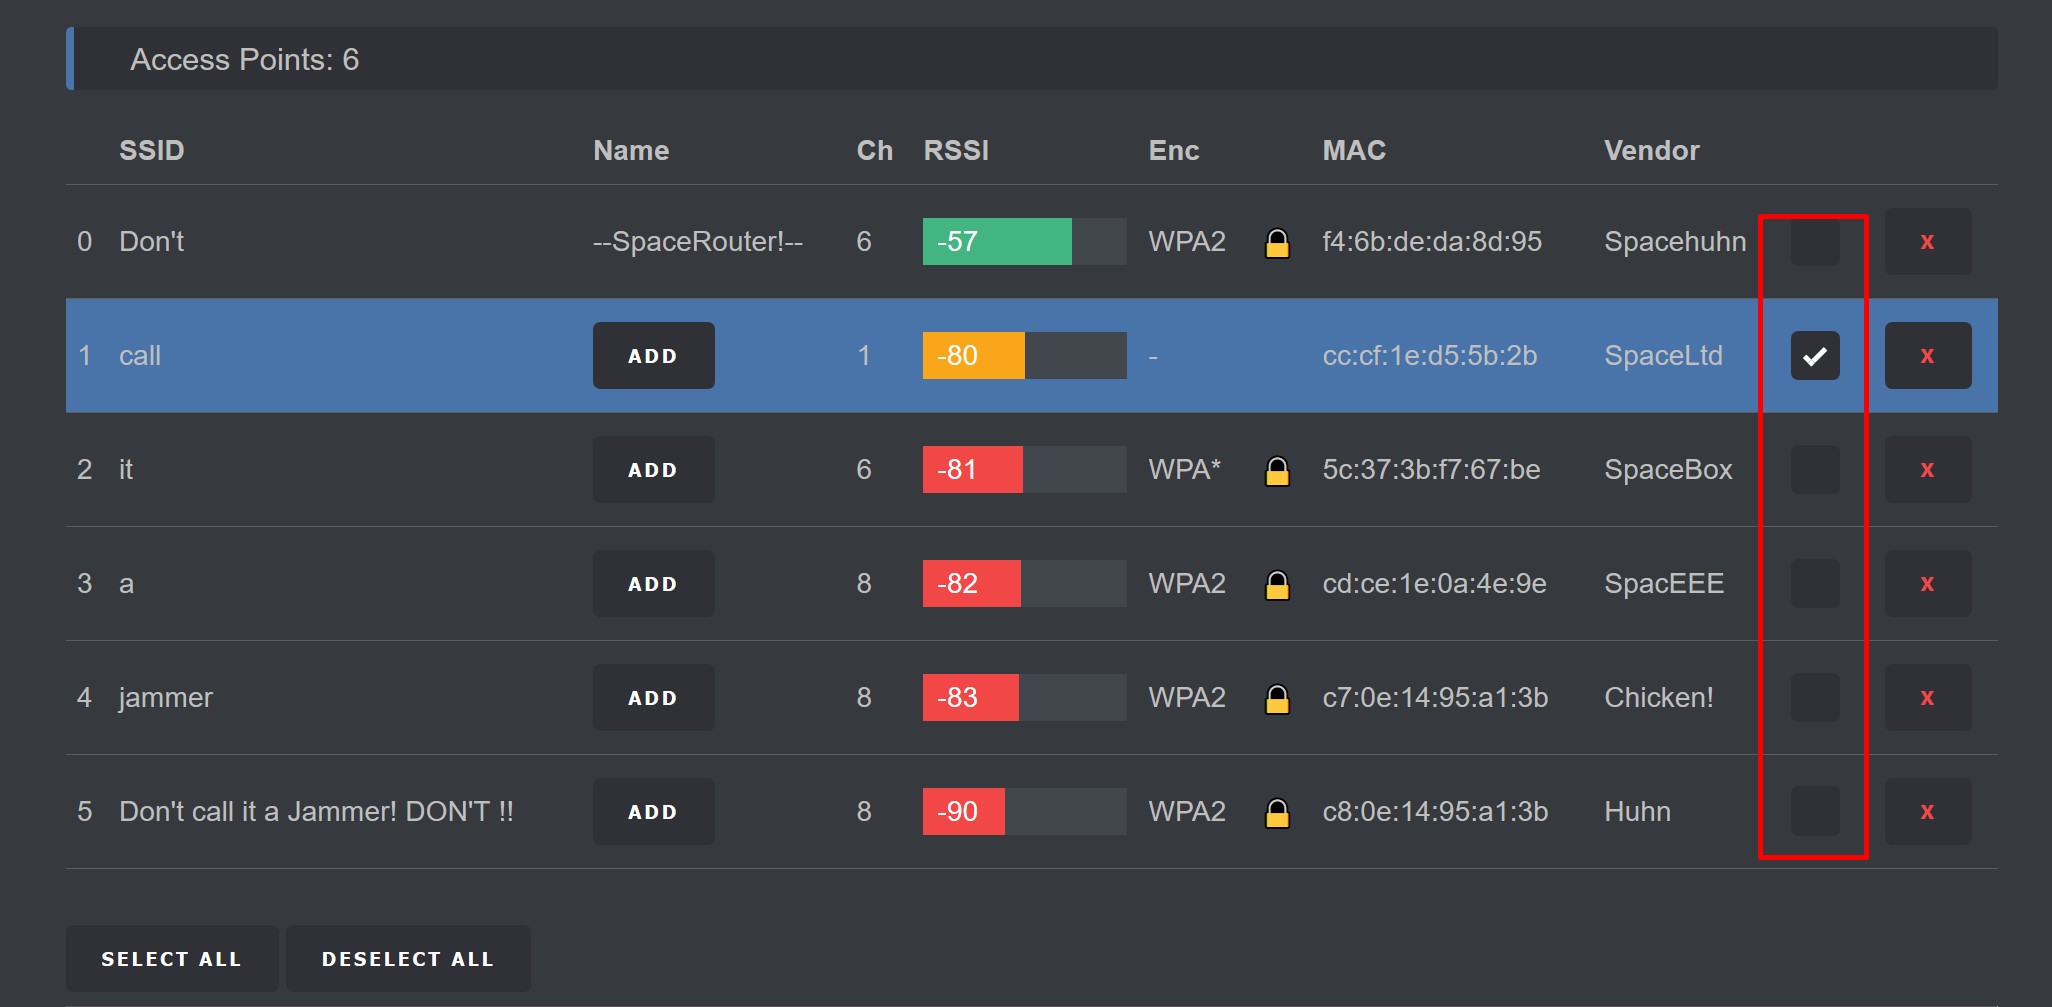 Access Points: 6
SSID Name Ch RSSI Enc MAC Vendor
0 Don't --SpaceRouter!-- 6 -57 WPA2 f4:6b:de:da:8d:95 Spacehuhn x
1 call ADD 1 -80 - cc:cf:1e:d5:5b:2b SpaceLtd x
2 it ADD 6 -81 WPA* 5c:37:3b:f7:67:be SpaceBox x
3 a ADD 8 -82 WPA2 cd:ce:1e:0a:4e:9e SpacEEE x
4 jammer ADD 8 -83 WPA2 c7:0e:14:95:a1:3b Chicken! x
5 Don't call it a Jammer! DON'T !! ADD 8 -90 WPA2 c8:0e:14:95:a1:3b Huhn x
SELECT ALL DESELECT ALL